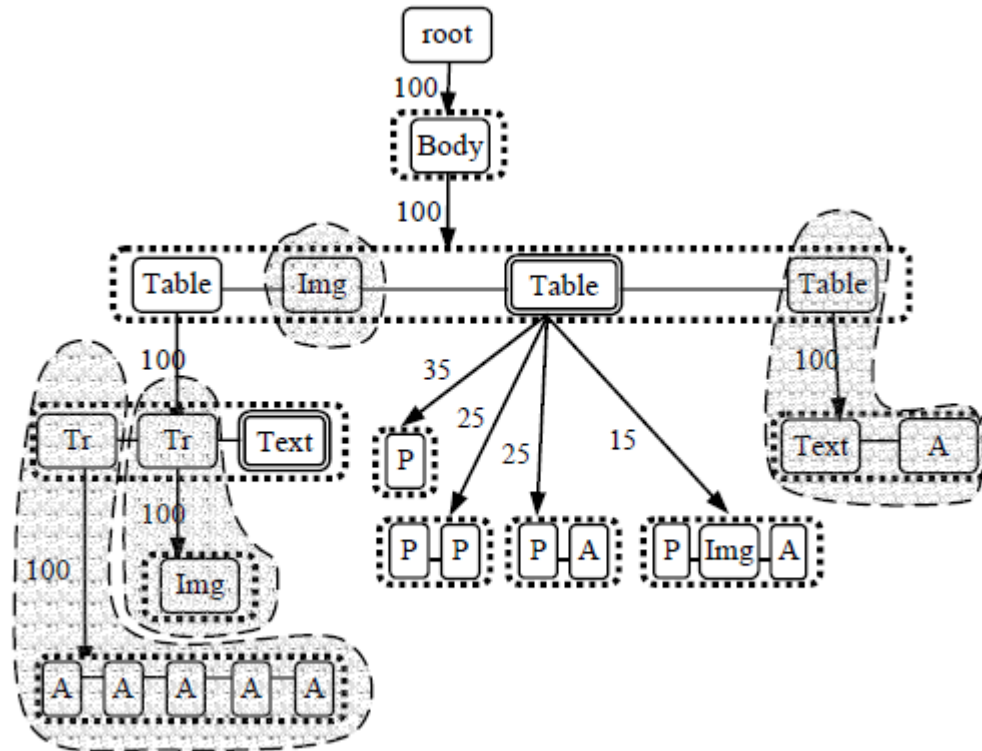 root
100
Body
100
Table Img Table Table
100 35 100
Tr Tr Text 25 P 25 15 Text A
100 100
P P P A P Img A
Img
A A A A A